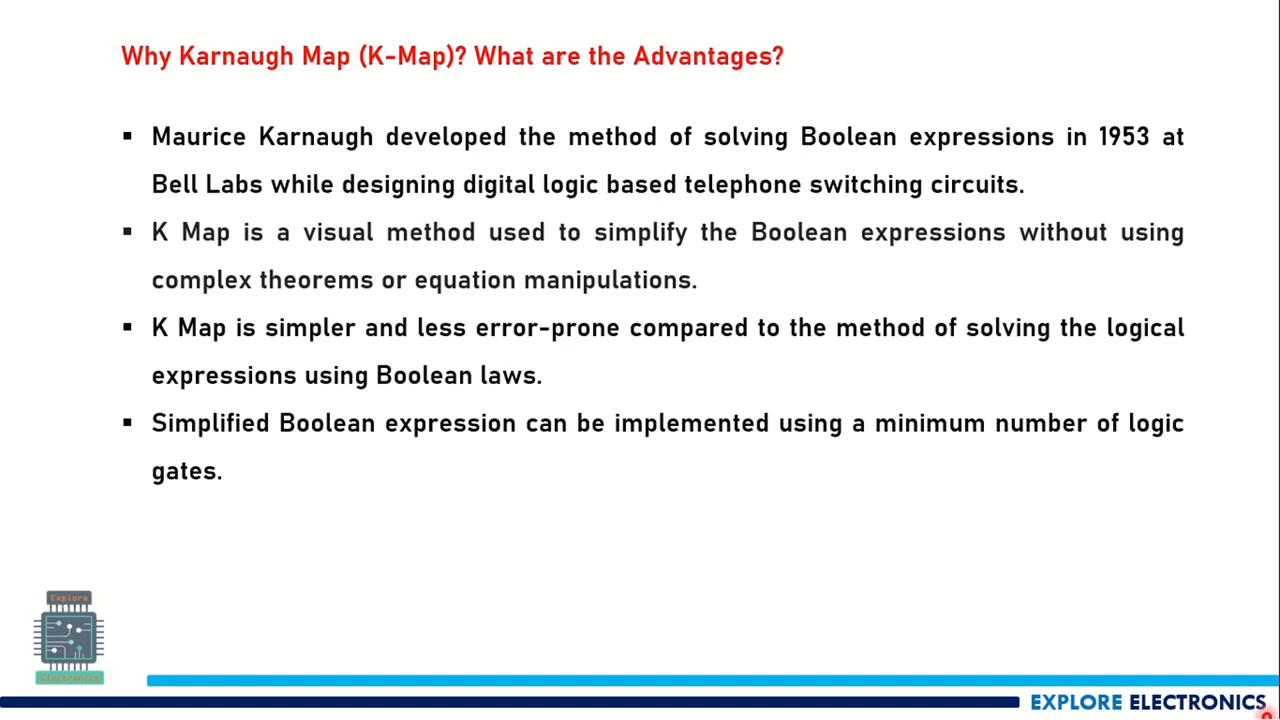 Why Karnaugh Map (K-Map)? What are the Advantages?
▪ Maurice Karnaugh developed the method of solving Boolean expressions in 1953 at
Bell Labs while designing digital logic based telephone switching circuits.
▪ K Map is a visual method used to simplify the Boolean expressions without using
complex theorems or equation manipulations.
▪ K Map is simpler and less error-prone compared to the method of solving the logical
expressions using Boolean laws.
▪ Simplified Boolean expression can be implemented using a minimum number of logic
gates.
Explore
Electronics
EXPLORE ELECTRONICS